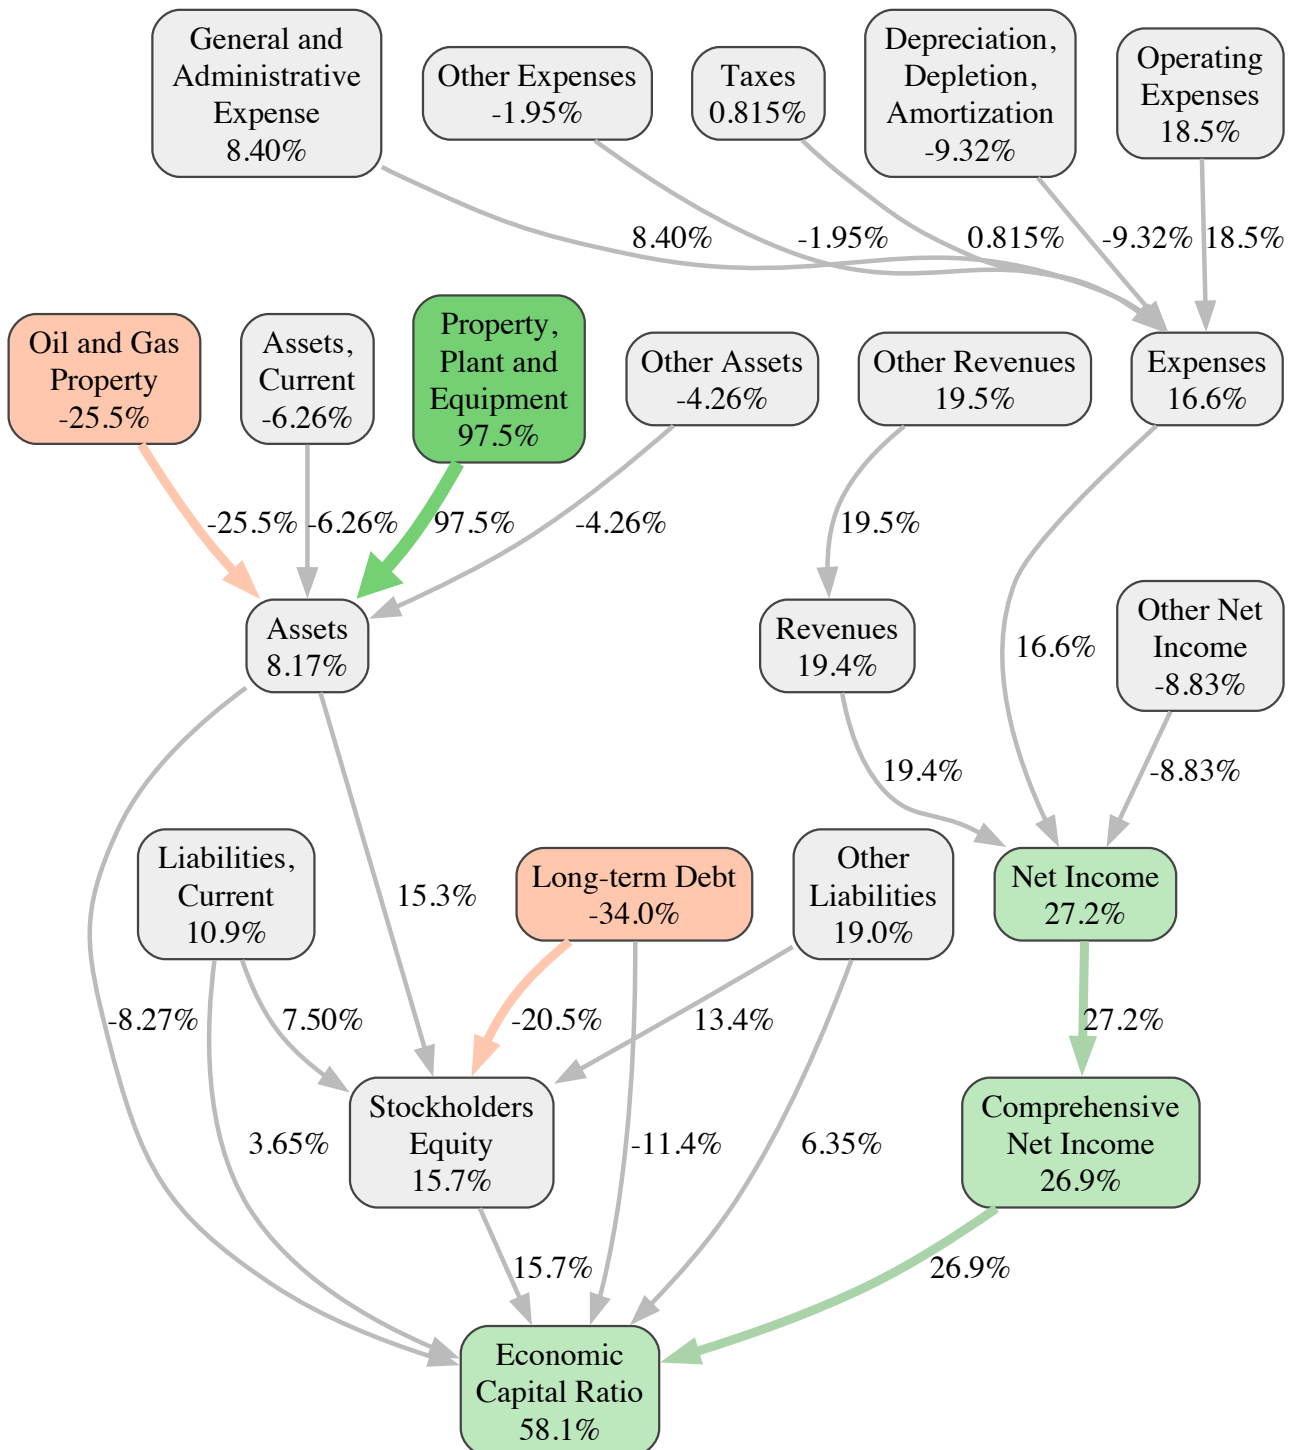 General and
Administrative
Expense
8.40%
Other Expenses
-1.95%
Taxes
0.815%
Depreciation,
Depletion,
Amortization
-9.32%
Operating
Expenses
18.5%
8.40%
-1.95%
0.815%
-9.32%
18.5%
Oil and Gas
Property
-25.5%
Assets,
Current
-6.26%
Property,
Plant and
Equipment
97.5%
Other Assets
-4.26%
Other Revenues
19.5%
Expenses
16.6%
-25.5%
-6.26%
97.5%
-4.26%
19.5%
Assets
8.17%
Revenues
19.4%
16.6%
Other Net
Income
-8.83%
19.4%
-8.83%
Liabilities,
Current
10.9%
15.3%
Long-term Debt
-34.0%
Other
Liabilities
19.0%
Net Income
27.2%
-8.27%
7.50%
-20.5%
13.4%
27.2%
Stockholders
Equity
15.7%
3.65%
-11.4%
6.35%
Comprehensive
Net Income
26.9%
15.7%
26.9%
Economic
Capital Ratio
58.1%